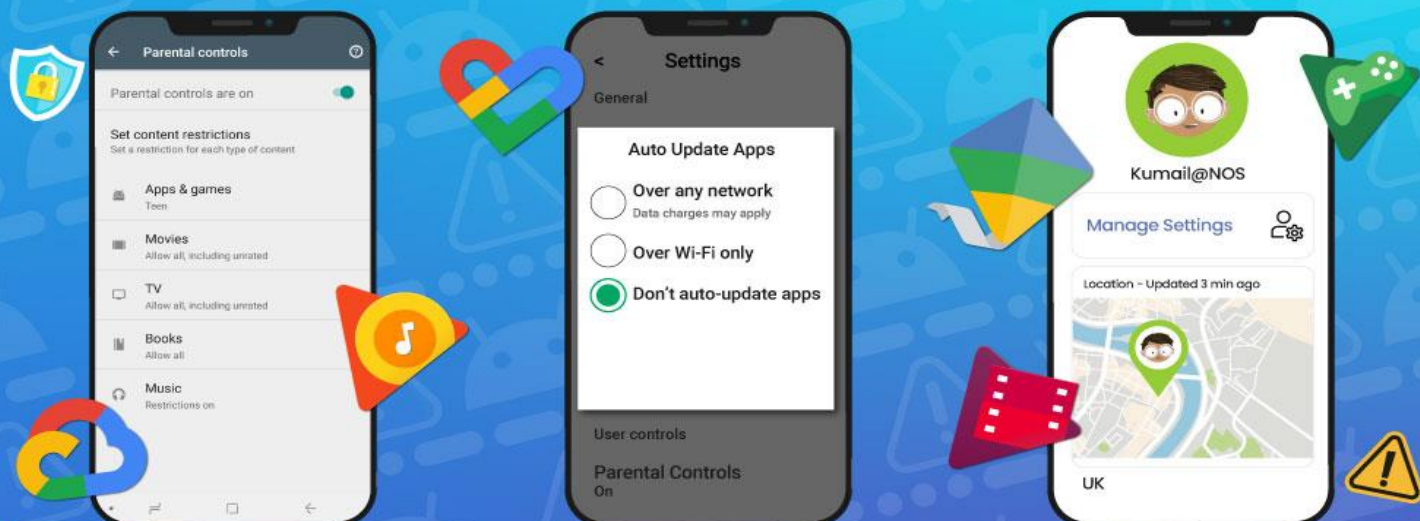 Parental controls
Parental controls are on
Set content restrictions
Set a restriction for each type of content
Apps & games
Teen
Movies
Allow all, including unrated
TV
Allow all, including unrated
Books
Allow all
Music
Restrictions on
< Settings
General
Auto Update Apps
Over any network
Data charges may apply
Over Wi-Fi only
Don't auto-update apps
User controls
Parental Controls
On
Kumail@NOS
Manage Settings
Location - Updated 3 min ago
UK